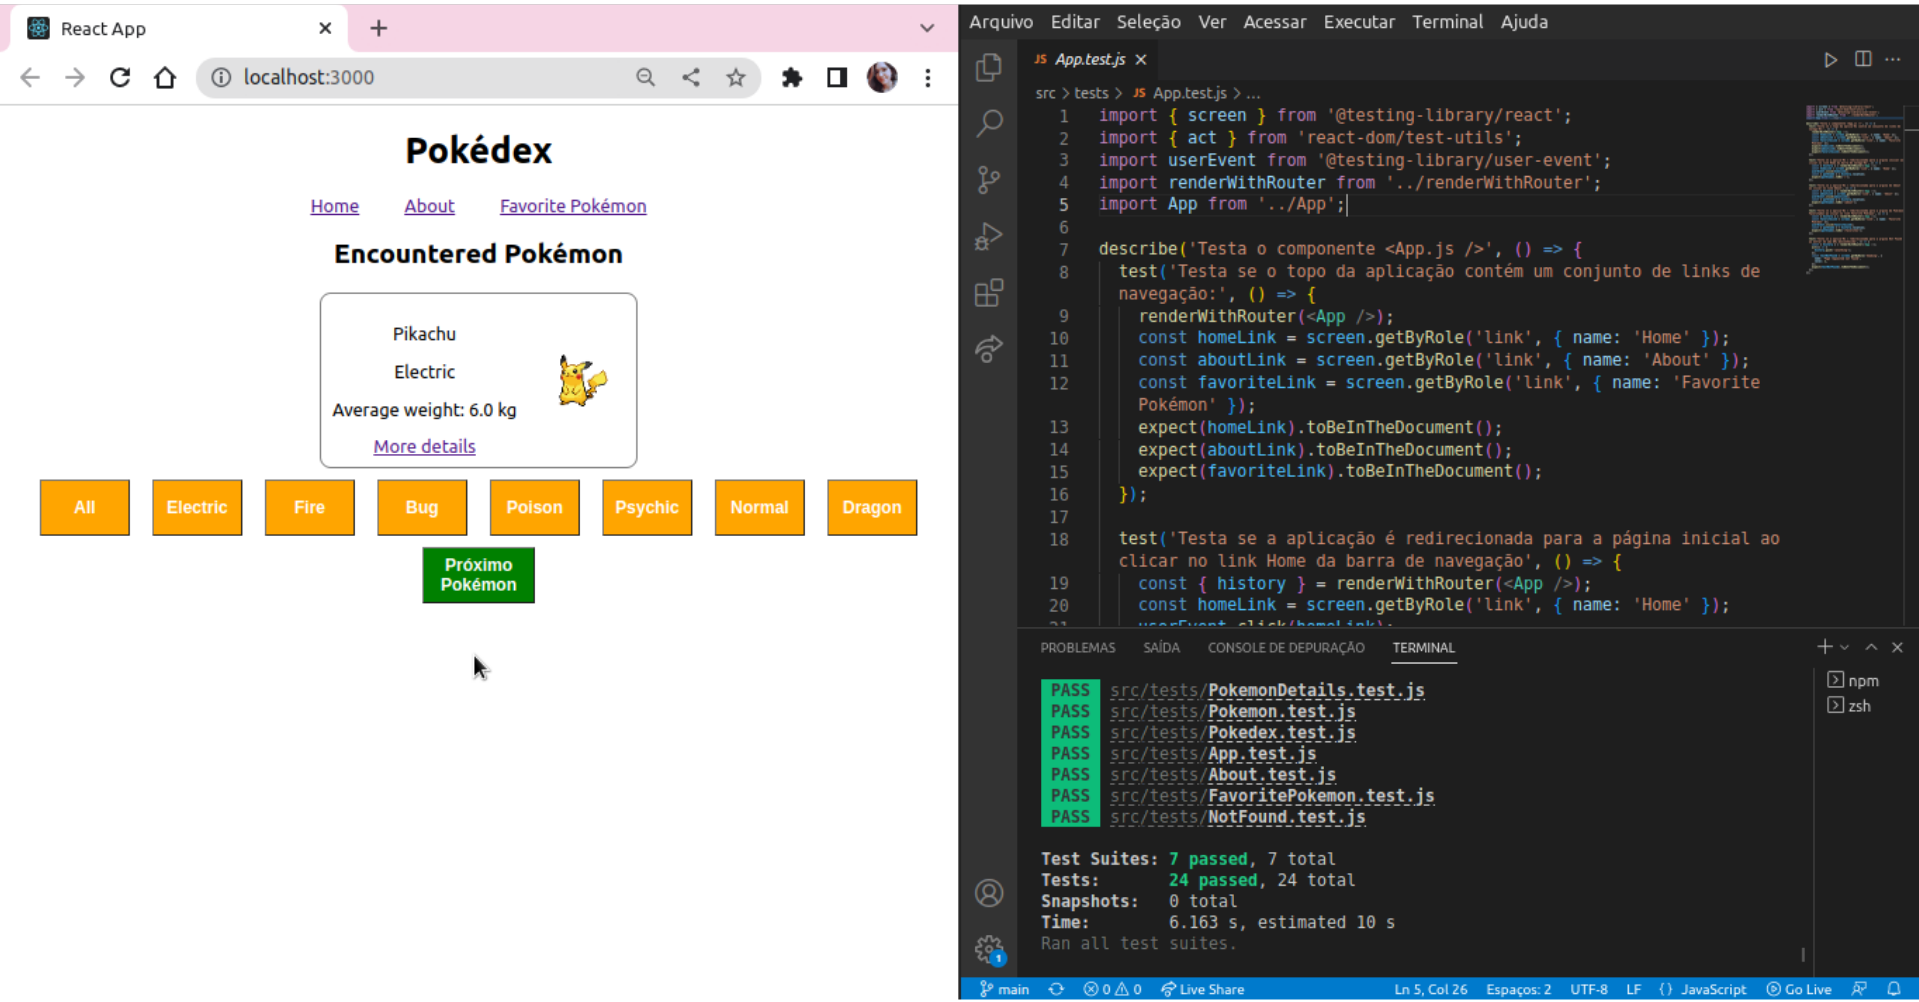 React App
localhost:3000
Pokédex
Home About Favorite Pokémon
Encountered Pokémon
Pikachu
Electric
Average weight: 6.0 kg
More details
All Electric Fire Bug Poison Psychic Normal Dragon
Próximo
Pokémon
Arquivo Editar Seleção Ver Acessar Executar Terminal Ajuda
JS App.test.js
src > tests > JS App.test.js > ...
1 import { screen } from '@testing-library/react';
2 import { act } from 'react-dom/test-utils';
3 import userEvent from '@testing-library/user-event';
4 import renderWithRouter from '../renderWithRouter';
5 import App from '../App';
6
7 describe('Testa o componente <App.js />', () => {
8 test('Testa se o topo da aplicação contém um conjunto de links de
navegação:', () => {
9 renderWithRouter(<App />);
10 const homeLink = screen.getByRole('link', { name: 'Home' });
11 const aboutLink = screen.getByRole('link', { name: 'About' });
12 const favoriteLink = screen.getByRole('link', { name: 'Favorite
Pokémon' });
13 expect(homeLink).toBeInTheDocument();
14 expect(aboutLink).toBeInTheDocument();
15 expect(favoriteLink).toBeInTheDocument();
16 });
17
18 test('Testa se a aplicação é redirecionada para a página inicial ao
clicar no link Home da barra de navegação', () => {
19 const { history } = renderWithRouter(<App />);
20 const homeLink = screen.getByRole('link', { name: 'Home' });
21 userEvent.click(homeLink);
PROBLEMAS SAÍDA CONSOLE DE DEPURAÇÃO TERMINAL
npm
zsh
PASS src/tests/PokemonDetails.test.js
PASS src/tests/Pokemon.test.js
PASS src/tests/Pokedex.test.js
PASS src/tests/App.test.js
PASS src/tests/About.test.js
PASS src/tests/FavoritePokemon.test.js
PASS src/tests/NotFound.test.js
Test Suites: 7 passed, 7 total
Tests: 24 passed, 24 total
Snapshots: 0 total
Time: 6.163 s, estimated 10 s
Ran all test suites.
1
main 0 0 Live Share Ln 5, Col 26 Espaços: 2 UTF-8 LF {} JavaScript Go Live